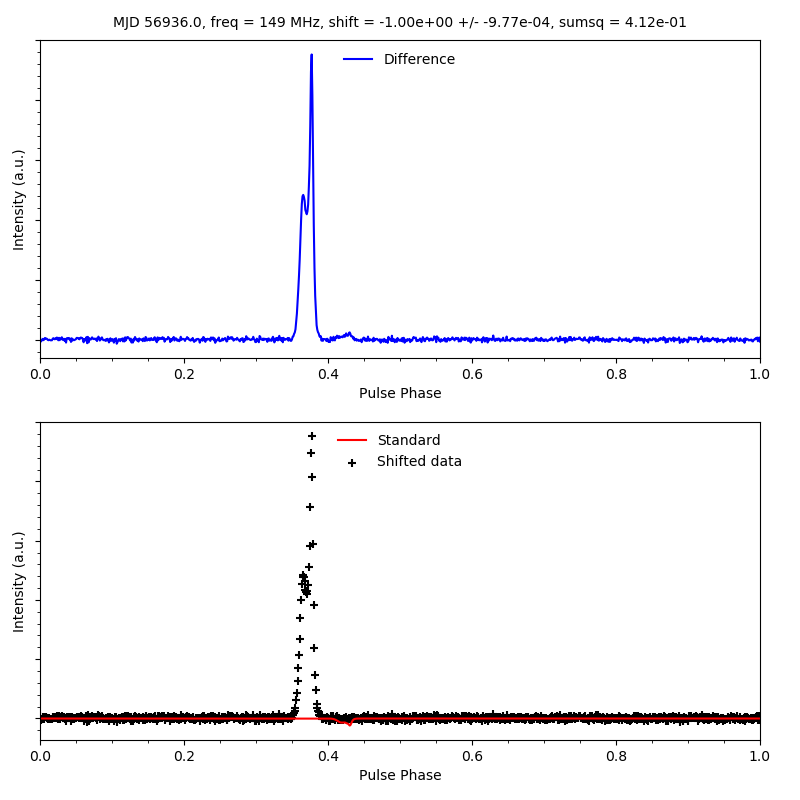 MJD 56936.0, freq = 149 MHz, shift = -1.00e+00 +/- -9.77e-04, sumsq = 4.12e-01
Difference
Intensity (a.u.)
0.0 0.2 0.4 0.6 0.8 1.0
Pulse Phase
Standard
Shifted data
Intensity (a.u.)
0.0 0.2 0.4 0.6 0.8 1.0
Pulse Phase